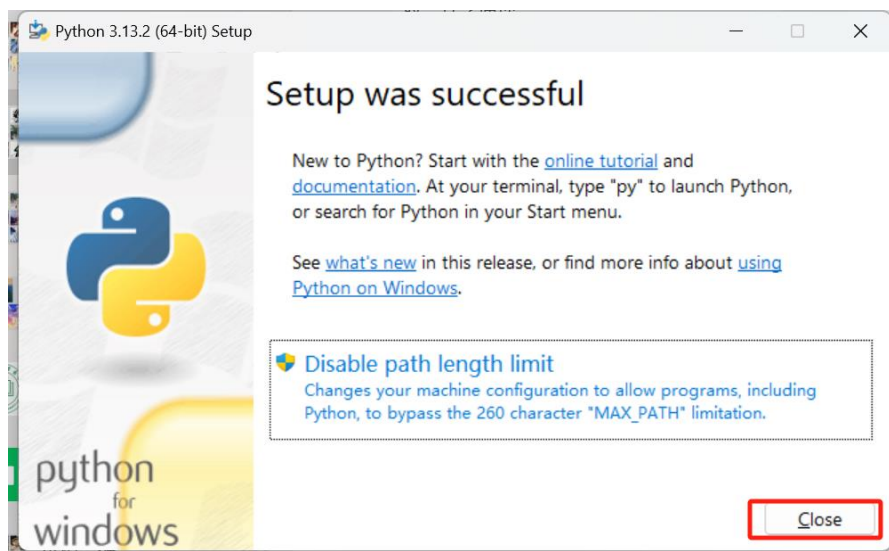 Python 3.13.2 (64-bit) Setup
Setup was successful
New to Python? Start with the online tutorial and
documentation. At your terminal, type "py" to launch Python,
or search for Python in your Start menu.
See what's new in this release, or find more info about using
Python on Windows.
Disable path length limit
Changes your machine configuration to allow programs, including
Python, to bypass the 260 character "MAX_PATH" limitation.
python
for
windows
Close